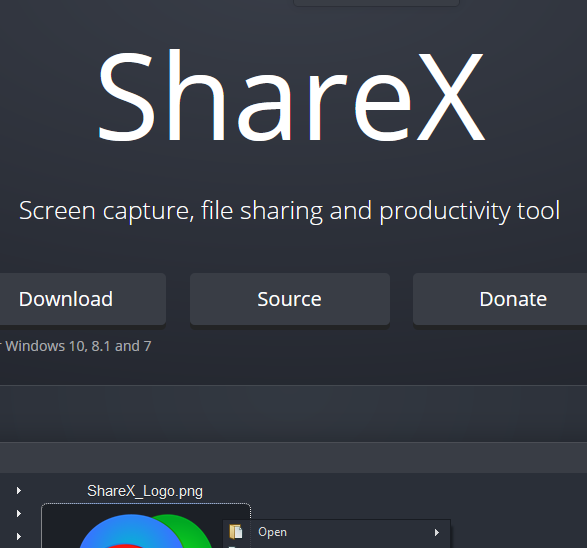 ShareX
Screen capture, file sharing and productivity tool
Download
Source
Donate
Windows 10, 8.1 and 7
ShareX_Logo.png
Open